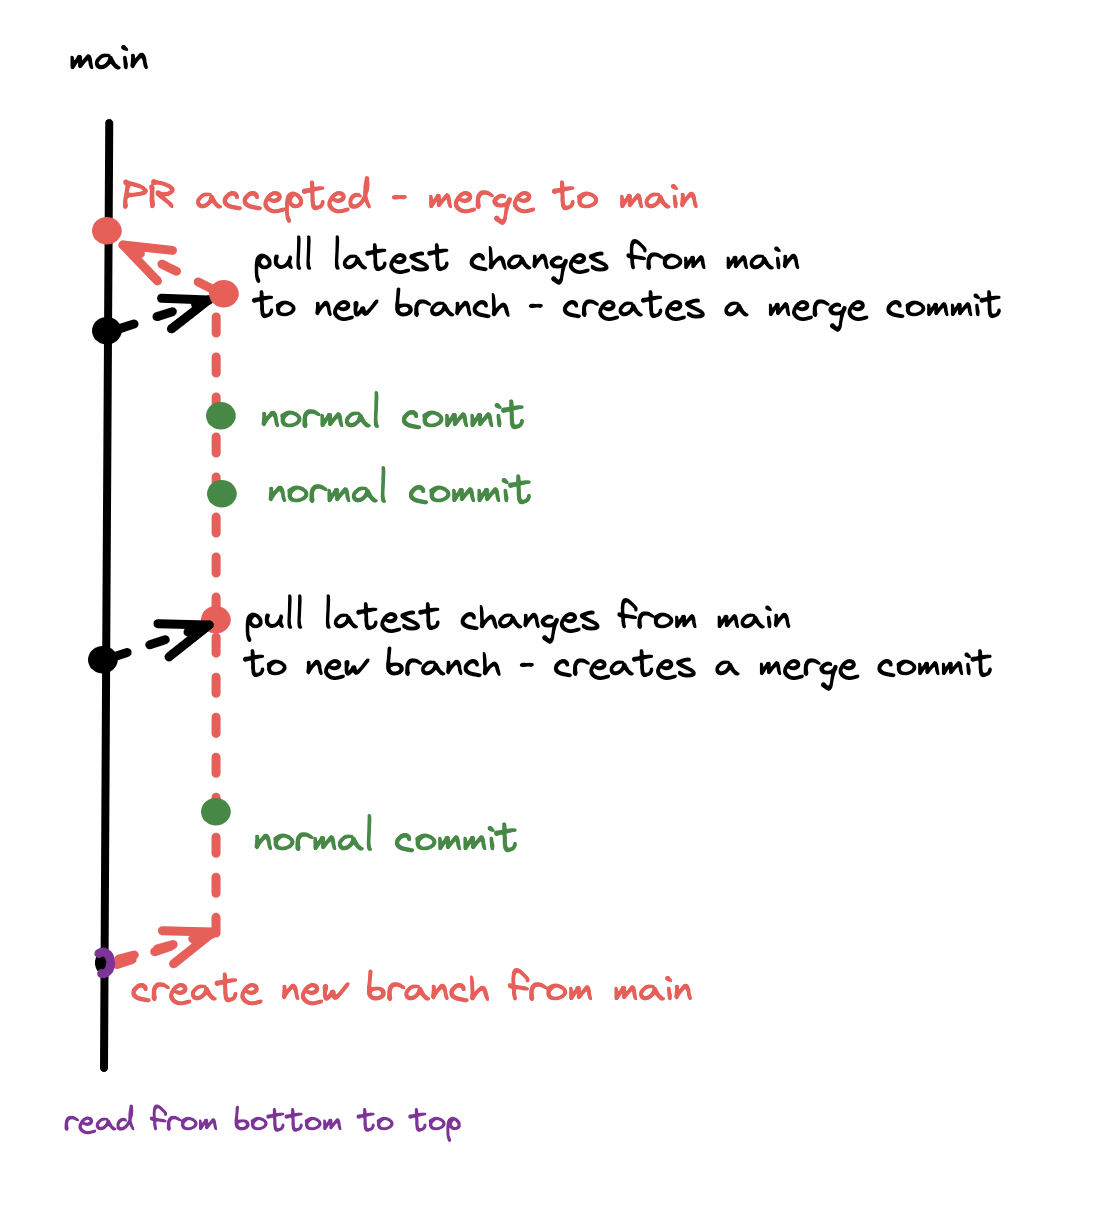 main
PR accepted - merge to main
pull latest changes from main
to new branch - creates a merge commit
normal commit
normal commit
pull latest changes from main
to new branch - creates a merge commit
normal commit
create new branch from main
read from bottom to top